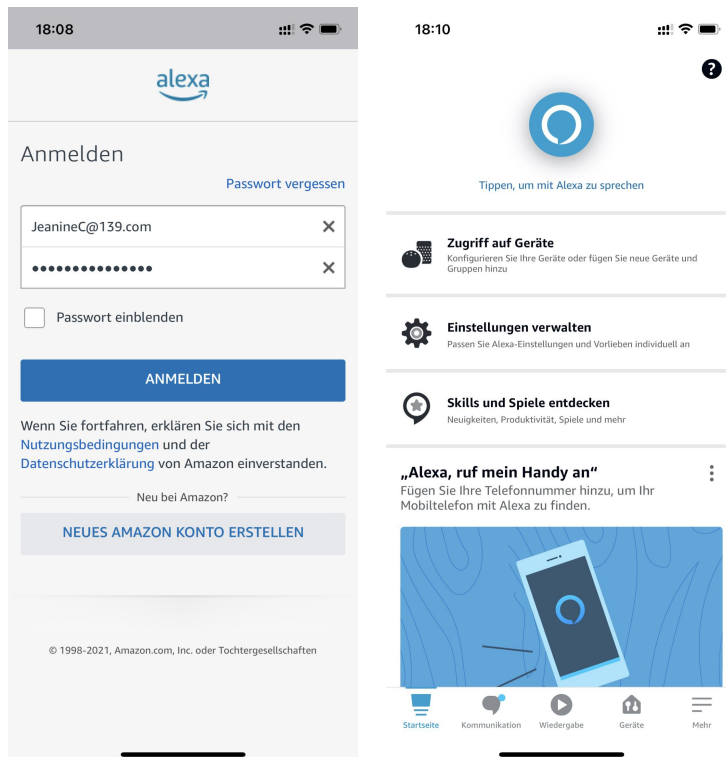 18:08
alexa
Anmelden
Passwort vergessen
JeanineC@139.com
Passwort einblenden
ANMELDEN
Wenn Sie fortfahren, erklären Sie sich mit den
Nutzungsbedingungen und der
Datenschutzerklärung von Amazon einverstanden.
Neu bei Amazon?
NEUES AMAZON KONTO ERSTELLEN
© 1998-2021, Amazon.com, Inc. oder Tochtergesellschaften
18:10
?
Tippen, um mit Alexa zu sprechen
Zugriff auf Geräte
Konfigurieren Sie Ihre Geräte oder fügen Sie neue Geräte und
Gruppen hinzu
Einstellungen verwalten
Passen Sie Alexa-Einstellungen und Vorlieben individuell an
Skills und Spiele entdecken
Neuigkeiten, Produktivität, Spiele und mehr
„Alexa, ruf mein Handy an“
Fügen Sie Ihre Telefonnummer hinzu, um Ihr
Mobiltelefon mit Alexa zu finden.
Startseite
Kommunikation
Wiedergabe
Geräte
Mehr